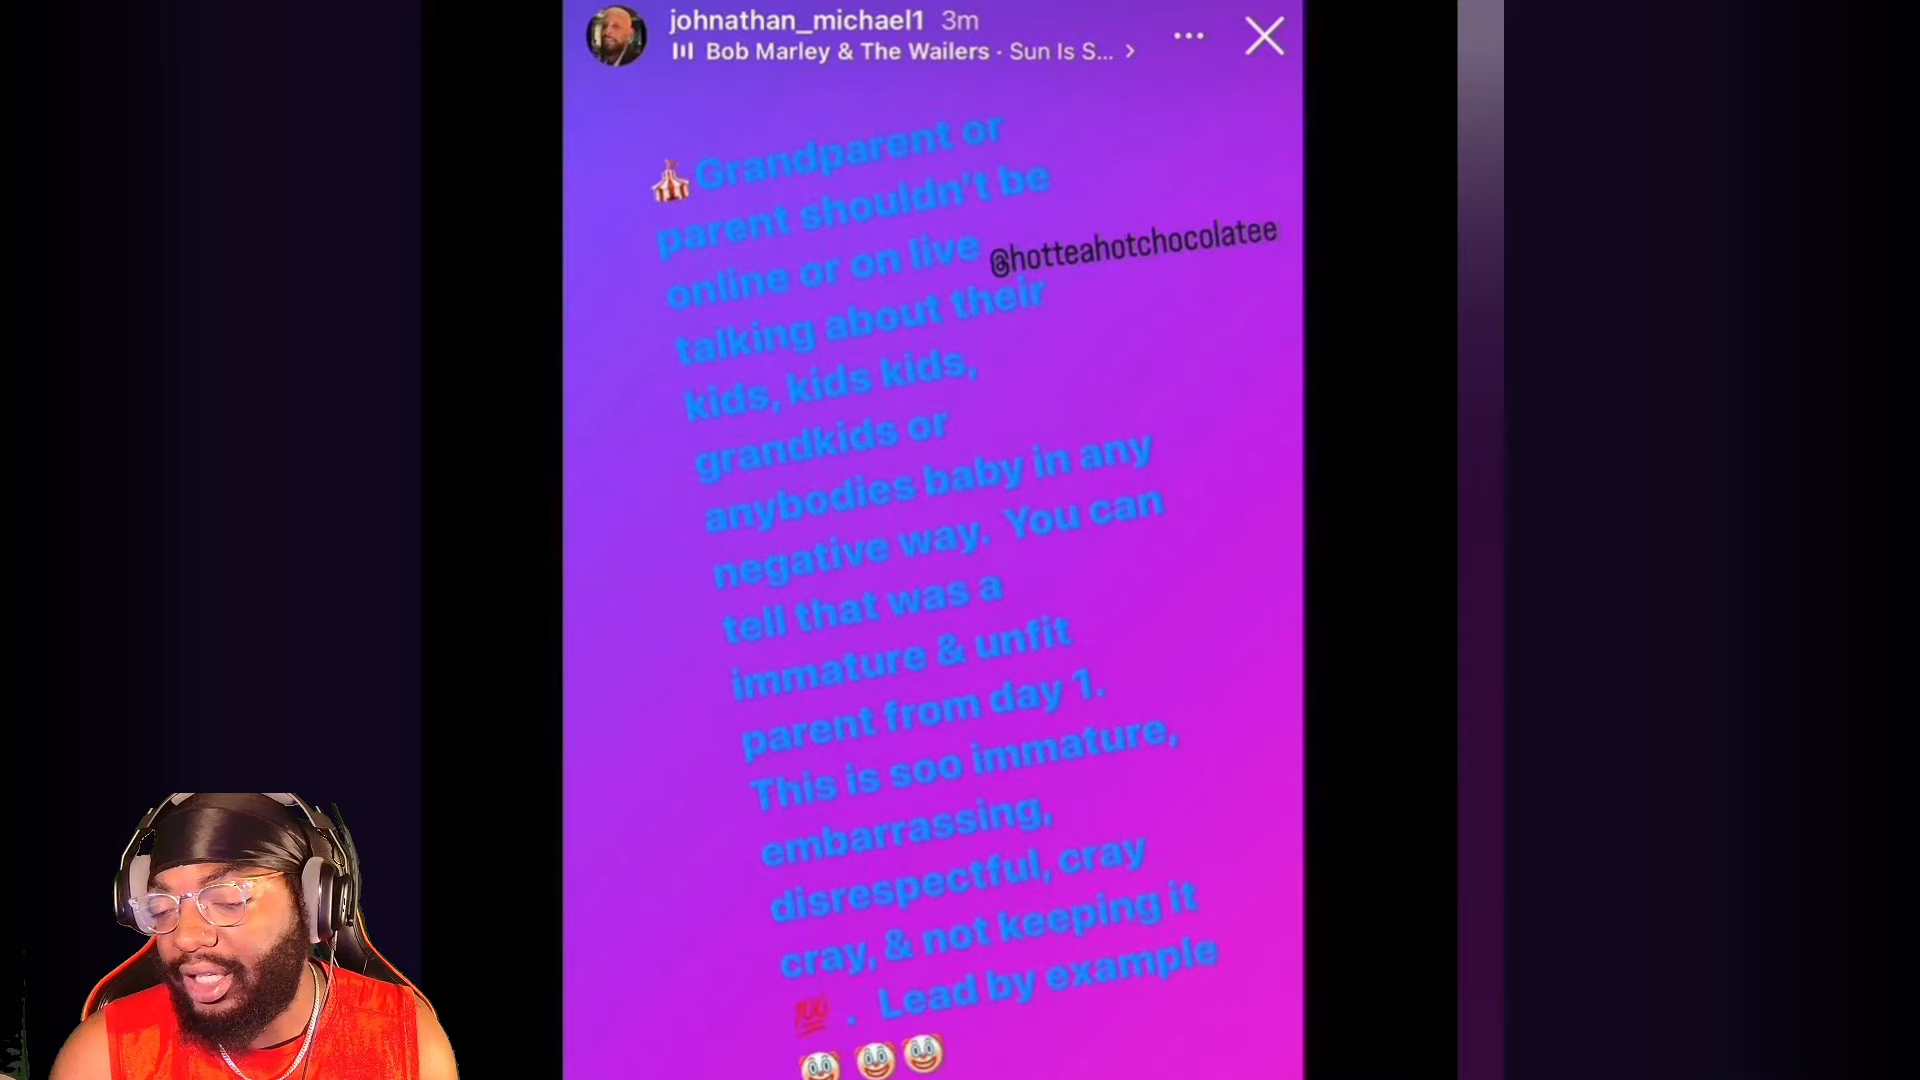 johnathan_michael1 3m
Bob Marley & The Wailers · Sun Is S... >
Grandparent or
parent shouldn't be
online or on live
@hotteahotchocolatee
talking about their
kids, kids kids,
grandkids or
anybodies baby in any
negative way. You can
tell that was a
immature & unfit
parent from day 1.
This is soo immature,
embarrassing,
disrespectful, cray
cray, & not keeping it
💯. Lead by example